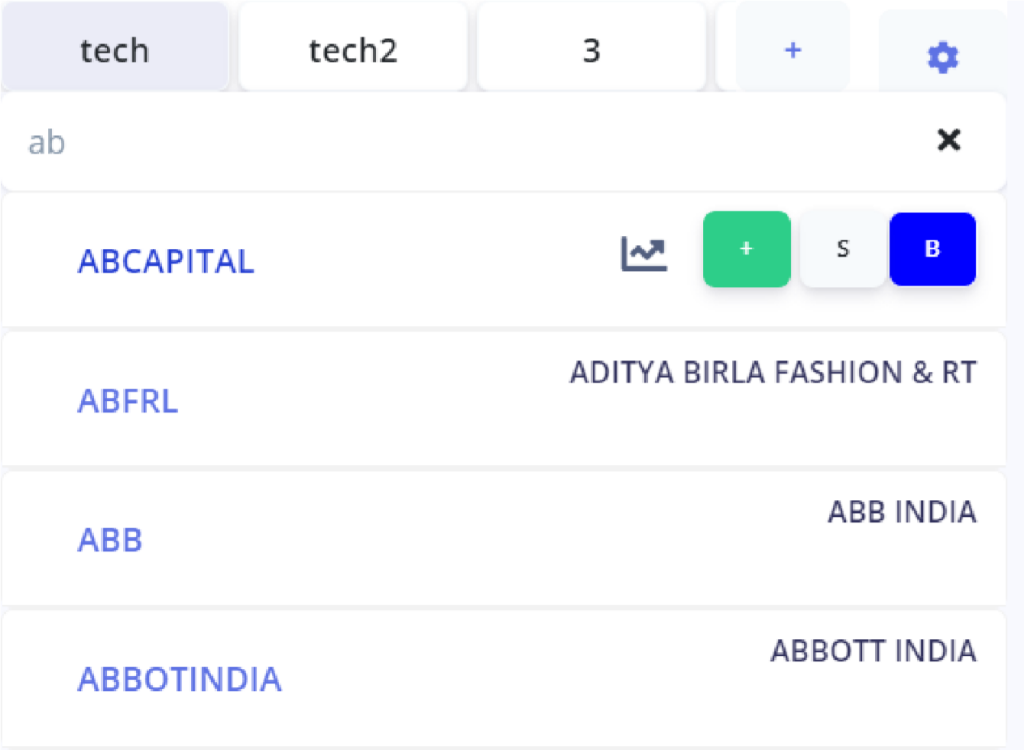 tech tech2 3 +
ab
ABCAPITAL + S B
ADITYA BIRLA FASHION & RT
ABFRL
ABB INDIA
ABB
ABBOTT INDIA
ABBOTINDIA